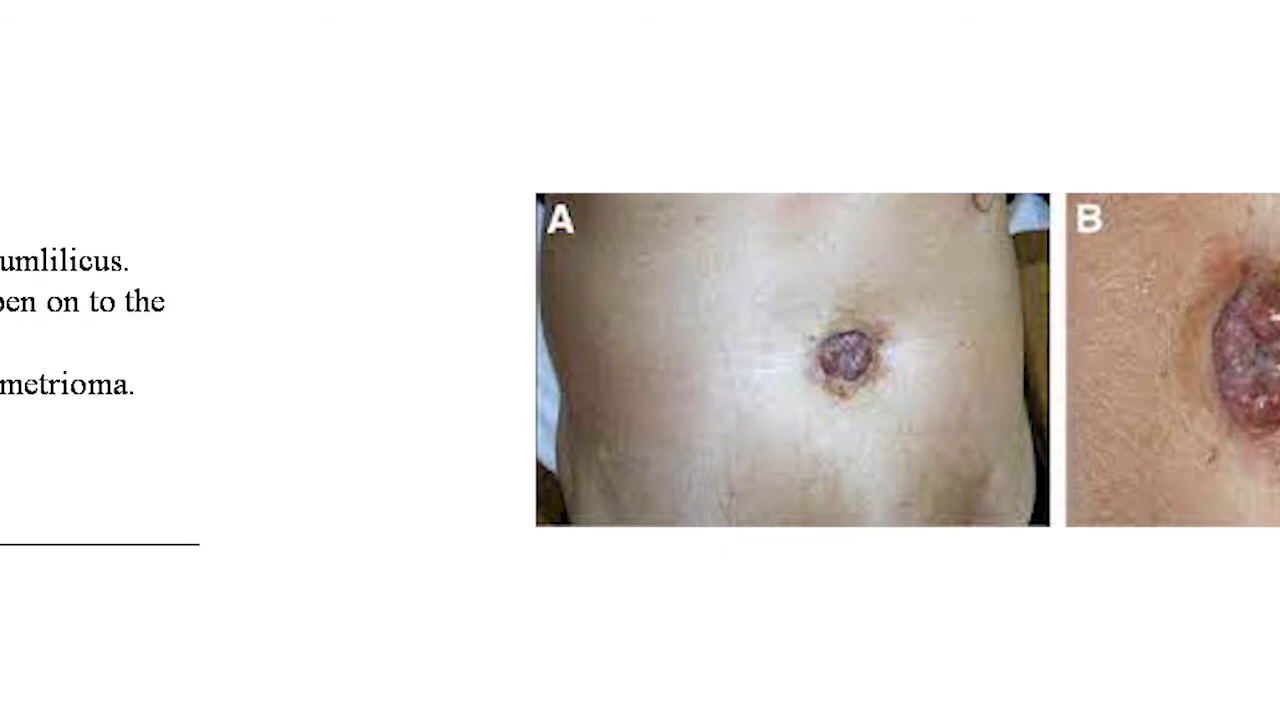 umlilicus.
pen on to the
metrioma.
A
B